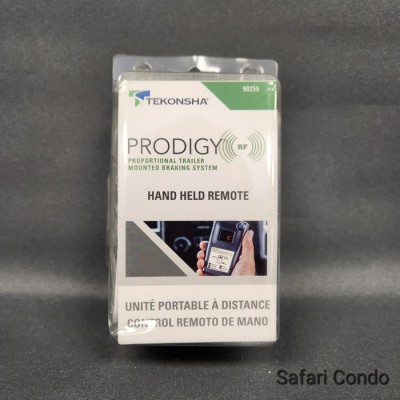 TEKONSHA®
90255
PRODIGY RF
PROPORTIONAL TRAILER
MOUNTED BRAKING SYSTEM
HAND HELD REMOTE
UNITÉ PORTABLE À DISTANCE
CONTROL REMOTO DE MANO
Safari Condo